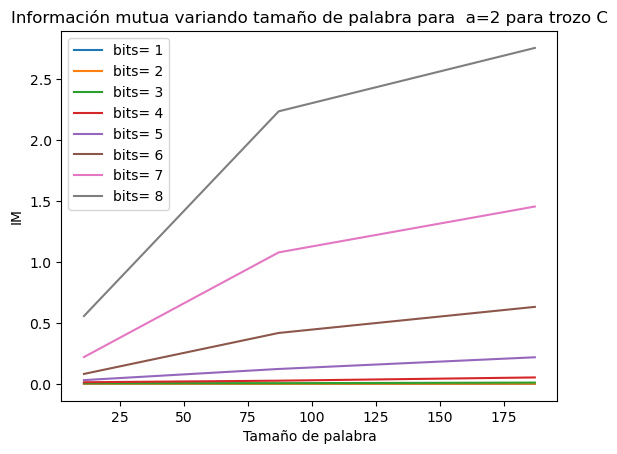 Información mutua variando tamaño de palabra para  a=2 para trozo C
bits= 1
bits= 2
bits= 3
bits= 4
bits= 5
bits= 6
bits= 7
bits= 8
2.5
2.0
1.5
1.0
0.5
0.0
IM
25 50 75 100 125 150 175
Tamaño de palabra